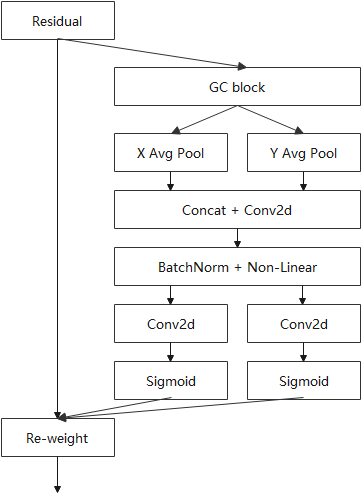 Residual
GC block
X Avg Pool
Y Avg Pool
Concat + Conv2d
BatchNorm + Non-Linear
Conv2d
Conv2d
Sigmoid
Sigmoid
Re-weight